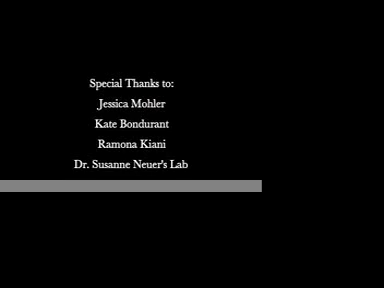 Special Thanks to:
Jessica Mohler
Kate Bondurant
Ramona Kiani
Dr. Susanne Neuer's Lab